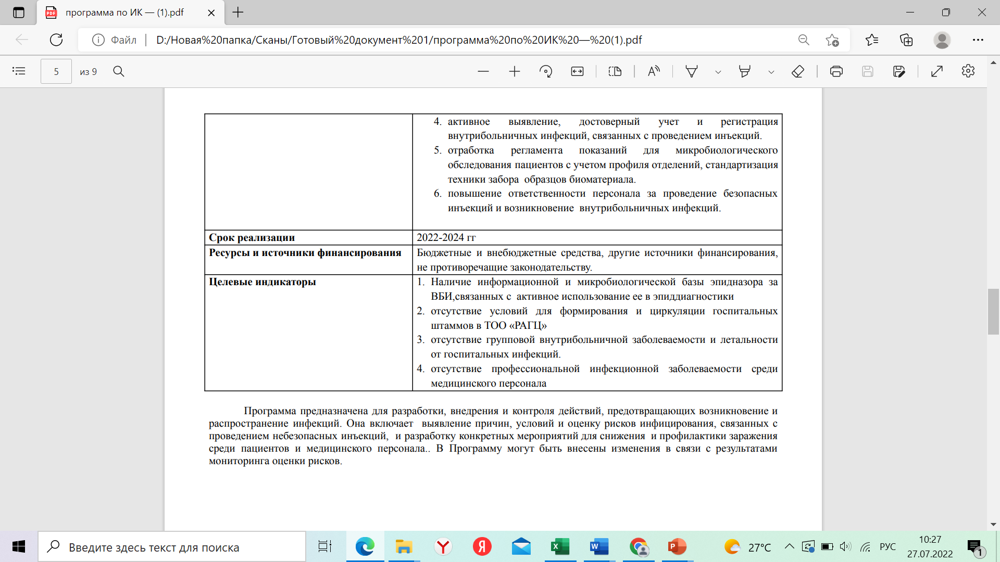 программа по ИК — (1).pdf
Файл
D:/Новая%20папка/Сканы/Готовый%20документ%201/программа%20по%20ИК%20—%20(1).pdf
5 из 9
4. активное выявление, достоверный учет и регистрация
внутрибольничных инфекций, связанных с проведением инъекций.
5. отработка регламента показаний для микробиологического
обследования пациентов с учетом профиля отделений, стандартизация
техники забора образцов биоматериала.
6. повышение ответственности персонала за проведение безопасных
инъекций и возникновение внутрибольничных инфекций.
Срок реализации
2022-2024 гг
Ресурсы и источники финансирования
Бюджетные и внебюджетные средства, другие источники финансирования,
не противоречащие законодательству.
Целевые индикаторы
1. Наличие информационной и микробиологической базы эпидназора за
ВБИ,связанных с активное использование ее в эпиддиагностики
2. отсутствие условий для формирования и циркуляции госпитальных
штаммов в ТОО «РАГЦ»
3. отсутствие групповой внутрибольничной заболеваемости и летальности
от госпитальных инфекций.
4. отсутствие профессиональной инфекционной заболеваемости среди
медицинского персонала
Программа предназначена для разработки, внедрения и контроля действий, предотвращающих возникновение и
распространение инфекций. Она включает выявление причин, условий и оценку рисков инфицирования, связанных с
проведением небезопасных инъекций, и разработку конкретных мероприятий для снижения и профилактики заражения
среди пациентов и медицинского персонала.. В Программу могут быть внесены изменения в связи с результатами
мониторинга оценки рисков.
Введите здесь текст для поиска
27°C
РУС
10:27
27.07.2022
1